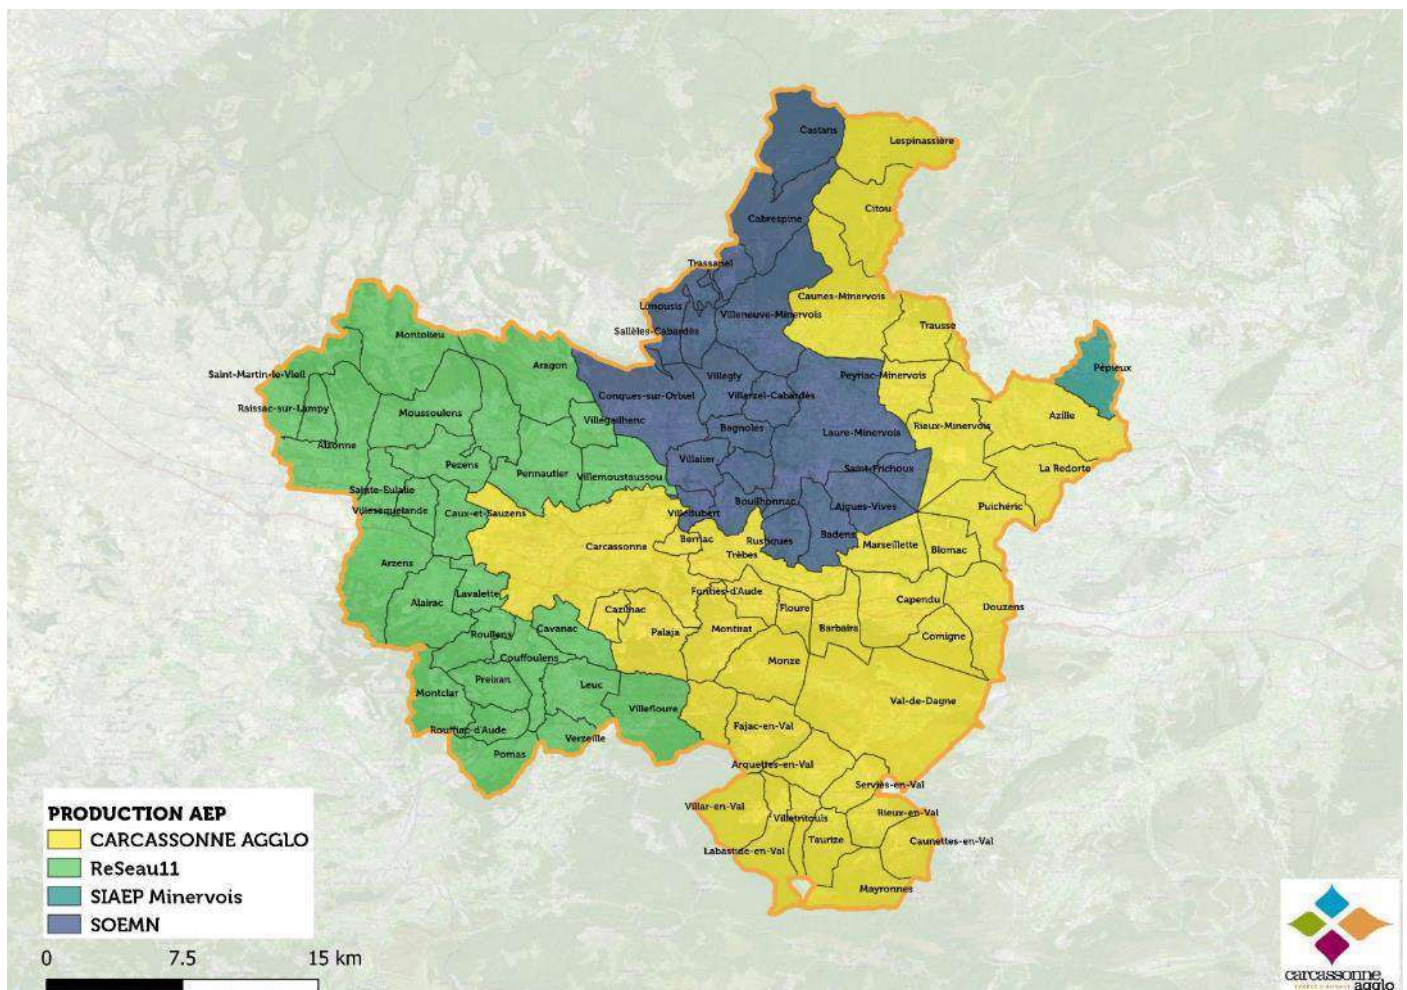 Castans
Lespinassière
Citou
Cabrespine
Trassanel
Caunes-Minervois
Limousis
Villeneuve-Minervois
Trausse
Sallèles-Cabardès
Montolieu
Aragon
Pépieux
Saint-Martin-le-Vieil
Villegly
Peyriac-Minervois
Conques-sur-Orbiel
Villarzel-Cabardès
Raissac-sur-Lampy
Moussoulens
Azille
Villegailhenc
Bagnoles
Rieux-Minervois
Laure-Minervois
Alzonne
Villalier
Pezens
Saint-Frichoux
La Redorte
Pennautier
Villemoustaussou
Sainte-Eulalie
Bouilhonnac
Aigues-Vives
Puichéric
Villesèquelande
Caux-et-Sauzens
Villedubert
Badens
Berriac
Rustiques
Carcassonne
Marseillette
Blomac
Trèbes
Arzens
Fontiès-d'Aude
Lavalette
Alairac
Cazilhac
Floure
Capendu
Douzens
Roullens
Cavanac
Palaja
Montirat
Barbaira
Comigne
Couffoulens
Monze
Preixan
Leuc
Montclar
Villefloure
Val-de-Dagne
Rouffiac-d'Aude
Fajac-en-Val
Verzeille
Pomas
Arquettes-en-Val
Serviès-en-Val
Villar-en-Val
Villetritouls
Rieux-en-Val
Taurize
Caunettes-en-Val
Labastide-en-Val
Mayronnes
PRODUCTION AEP
CARCASSONNE AGGLO
ReSeau11
SIAEP Minervois
SOEMN
0 7.5 15 km
carcassonne
agglo